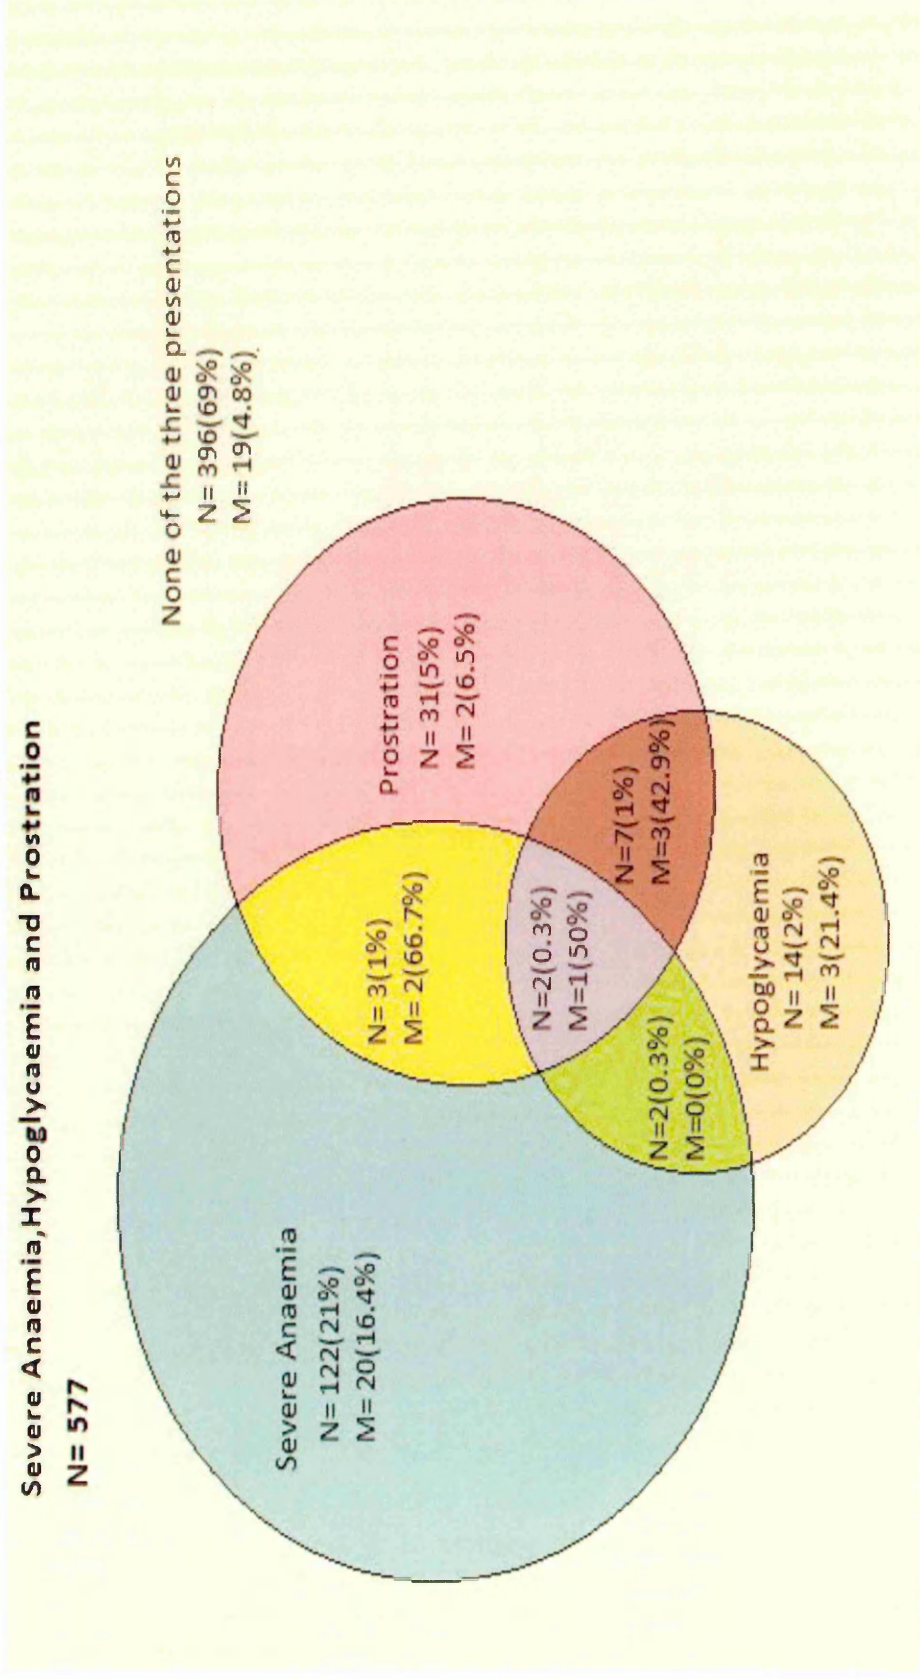 Severe Anaemia,Hypoglycaemia and Prostration
N= 577
None of the three presentations
N= 396(69%)
M= 19(4.8%)
Severe Anaemia
N= 122(21%)
M= 20(16.4%)
N= 3(1%)
M= 2(66.7%)
Prostration
N= 31(5%)
M= 2(6.5%)
N=2(0.3%)
M=1(50%)
N=7(1%)
M=3(42.9%)
N=2(0.3%)
M=0(0%)
Hypoglycaemia
N= 14(2%)
M= 3(21.4%)